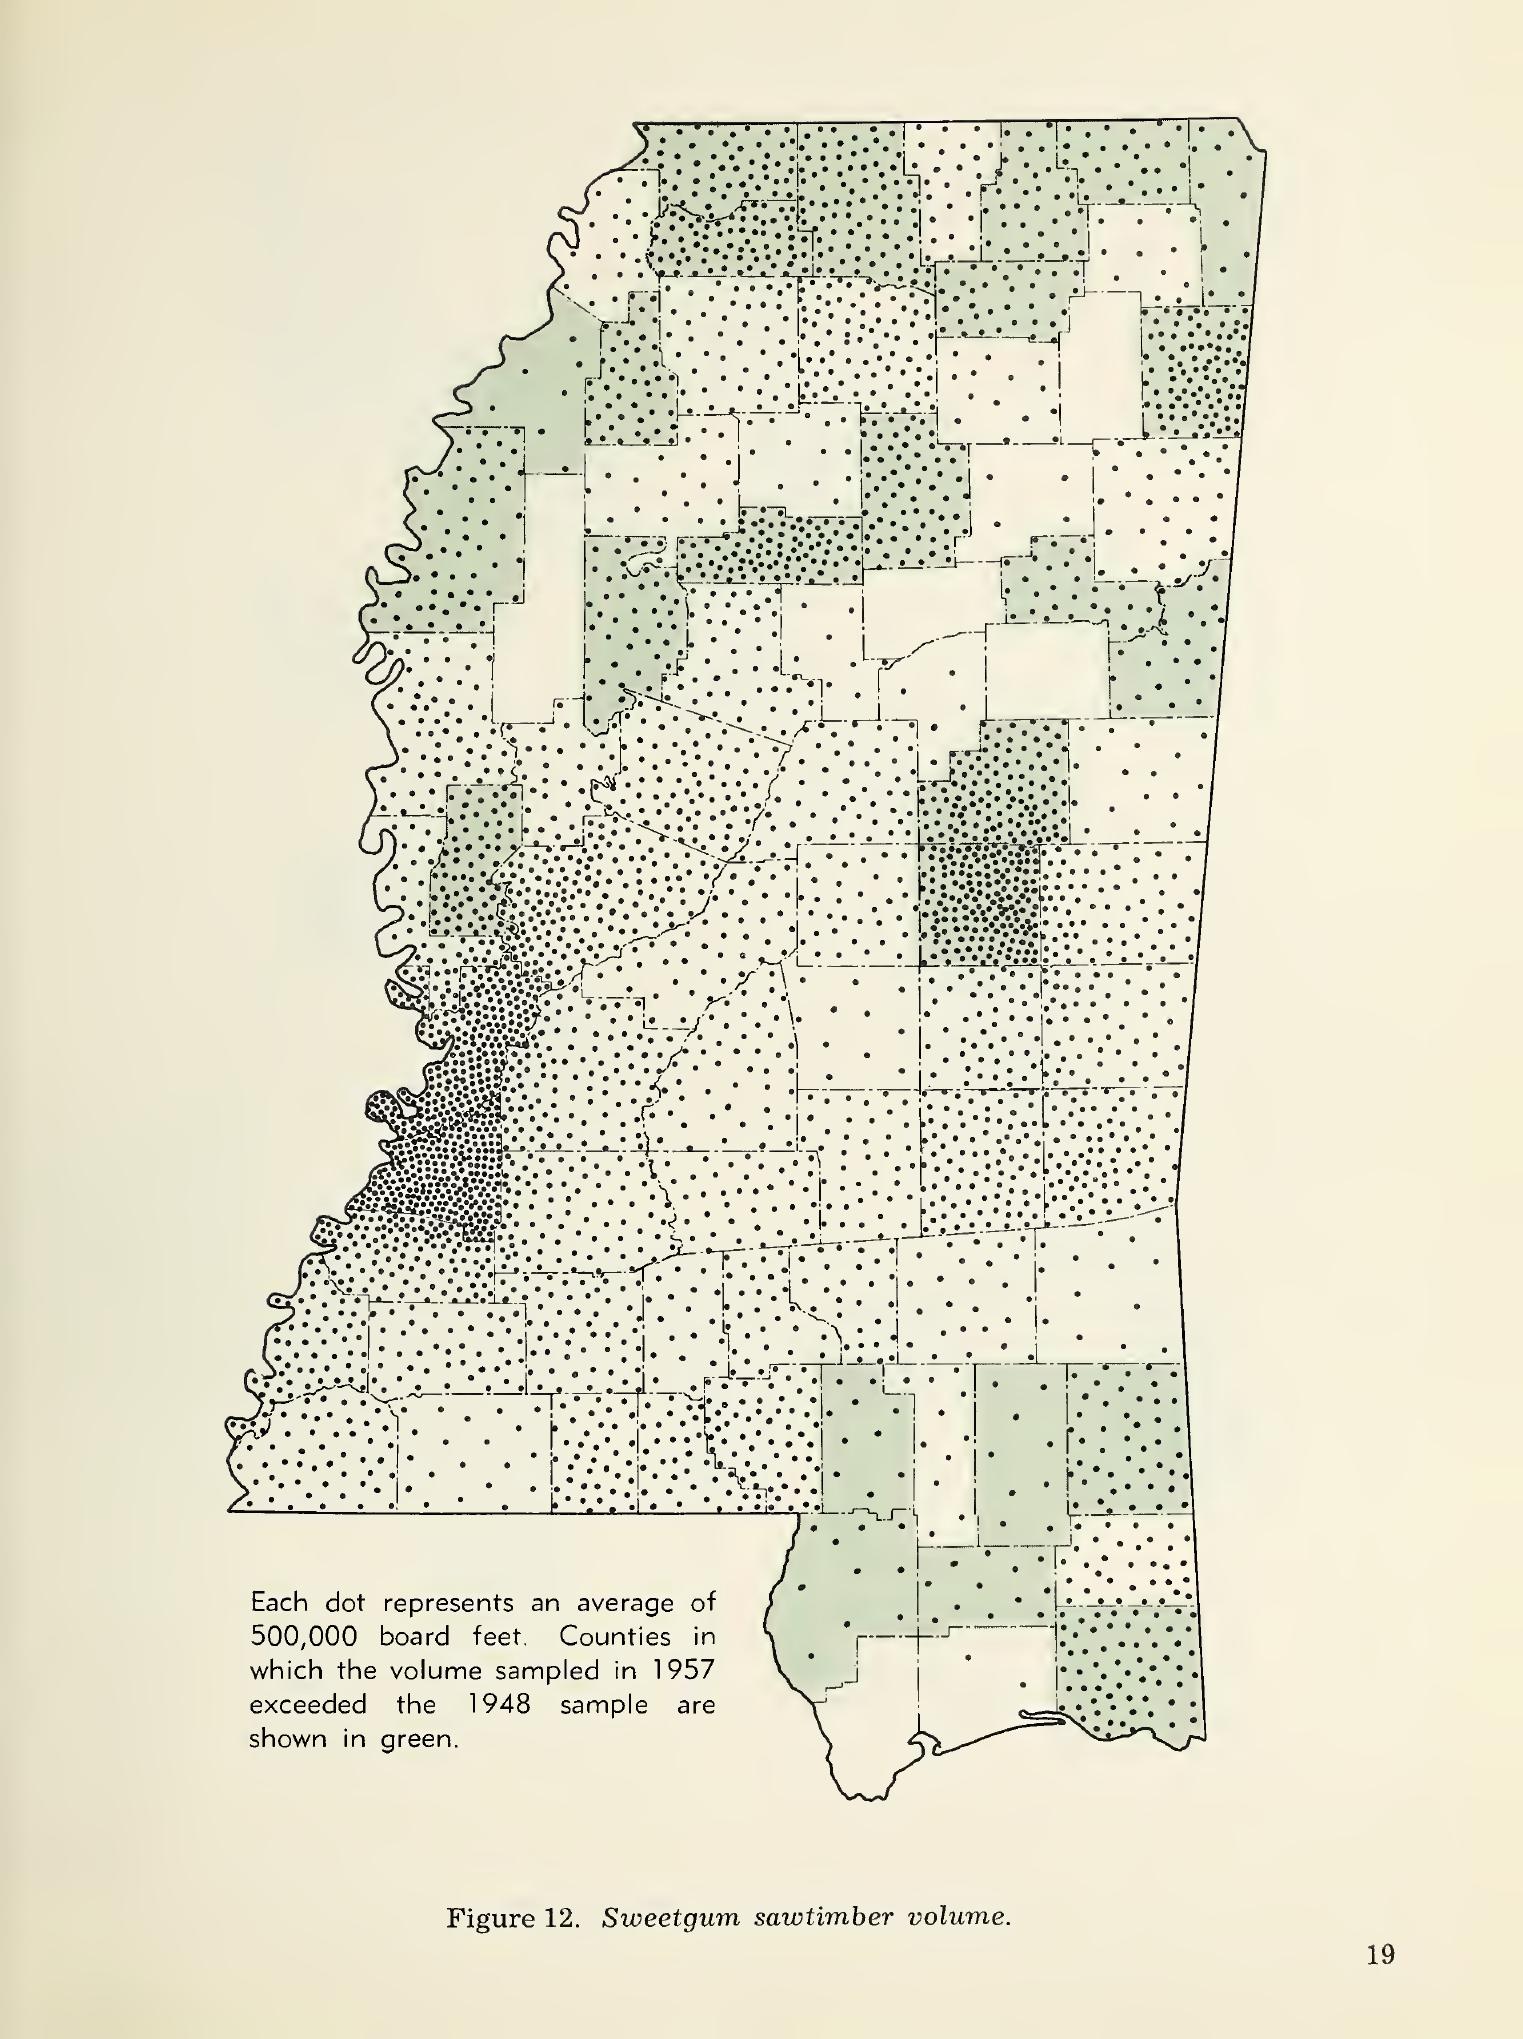 Each dot represents an average of
500,000 board feet. Counties in
which the volume sampled in 1957
exceeded the 1948 sample are
shown in green.
Figure 12. Sweetgum sawtimber volume.
19